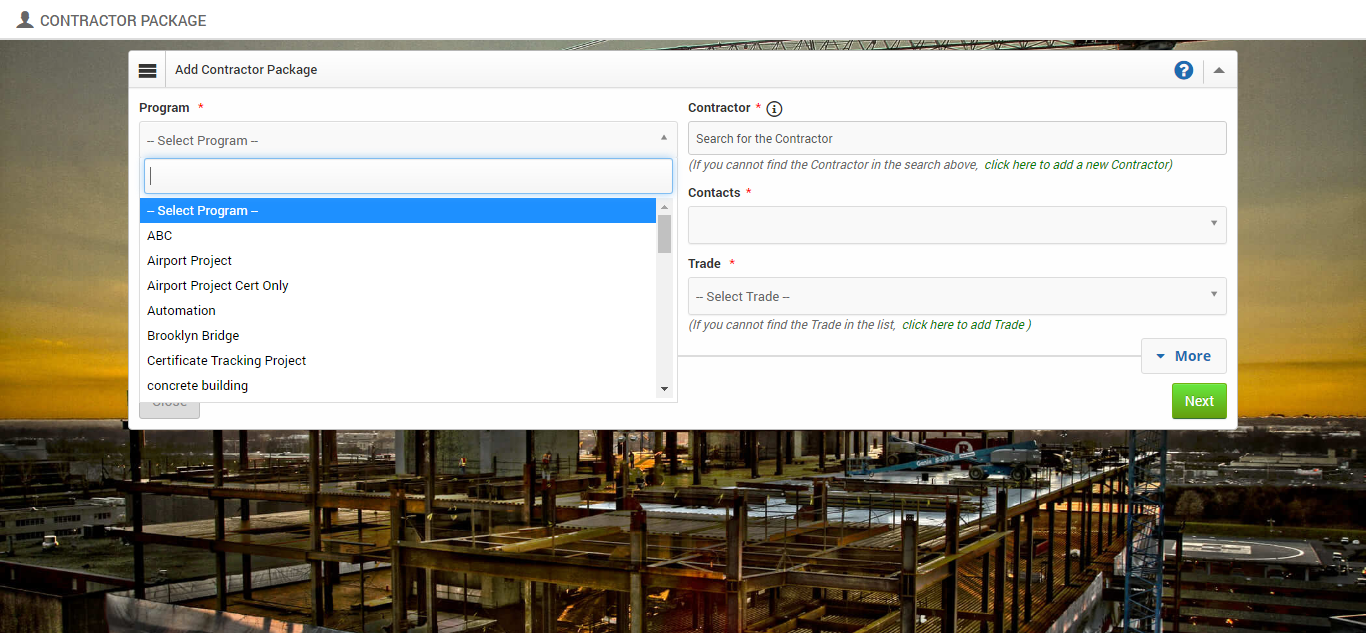 CONTRACTOR PACKAGE
Add Contractor Package
?
Program *
-- Select Program --
-- Select Program --
ABC
Airport Project
Airport Project Cert Only
Automation
Brooklyn Bridge
Certificate Tracking Project
concrete building
Close
Contractor * i
Search for the Contractor
(If you cannot find the Contractor in the search above, click here to add a new Contractor)
Contacts *
Trade *
-- Select Trade --
(If you cannot find the Trade in the list, click here to add Trade )
More
Next